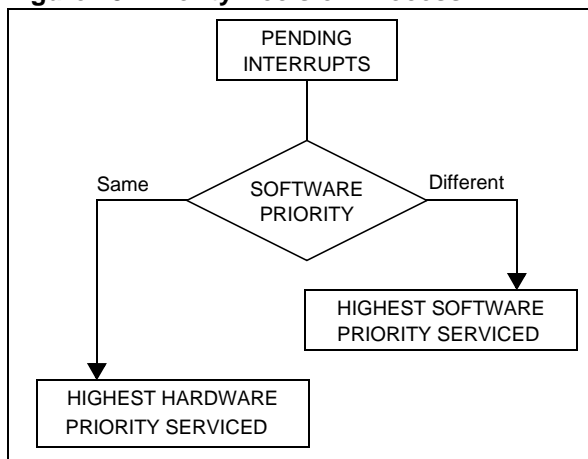 PENDING
INTERRUPTS
Same
SOFTWARE
PRIORITY
Different
HIGHEST SOFTWARE
PRIORITY SERVICED
HIGHEST HARDWARE
PRIORITY SERVICED